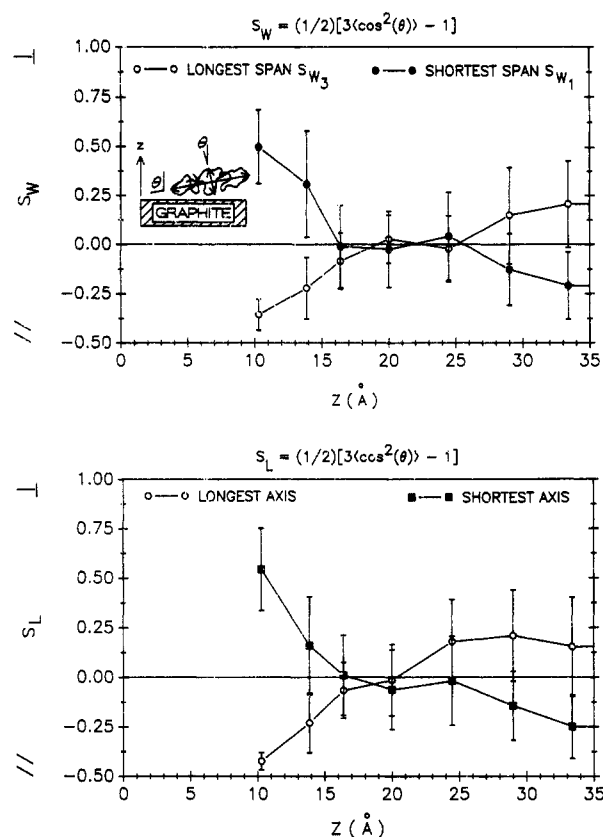 S_W = (1/2)[3⟨cos²(θ)⟩ − 1]
⊥
1.00
○—○ LONGEST SPAN S_W₃
●—● SHORTEST SPAN S_W₁
0.75
0.50
z
θ
θ
GRAPHITE
S_W
0.25
0.00
−0.25
//
−0.50
0 5 10 15 20 25 30 35
Z (Å)
S_L = (1/2)[3⟨cos²(θ)⟩ − 1]
⊥
1.00
○—○ LONGEST AXIS
■—■ SHORTEST AXIS
0.75
0.50
S_L
0.25
0.00
−0.25
//
−0.50
0 5 10 15 20 25 30 35
Z (Å)